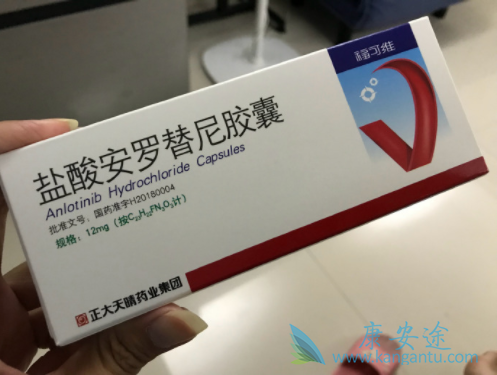 福可维
盐酸安罗替尼胶囊
Anlotinib Hydrochloride Capsules
批准文号：国药准字H20180004
规格：12mg（按C₂₃H₂₂FN₃O₃计）
正大天晴药业集团
康安途
www.kangantu.com